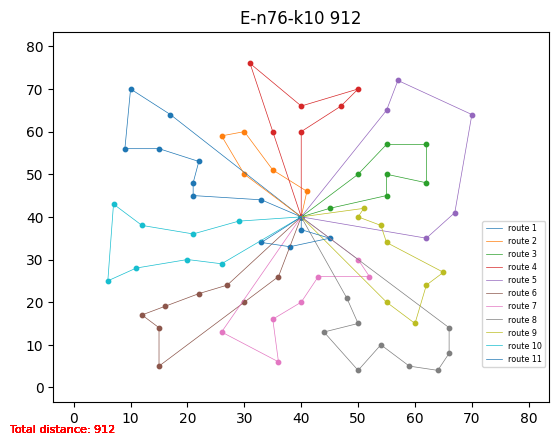 E-n76-k10 912
80
70
60
50
40
30
20
10
0
0 10 20 30 40 50 60 70 80
route 1
route 2
route 3
route 4
route 5
route 6
route 7
route 8
route 9
route 10
route 11
Total distance: 912